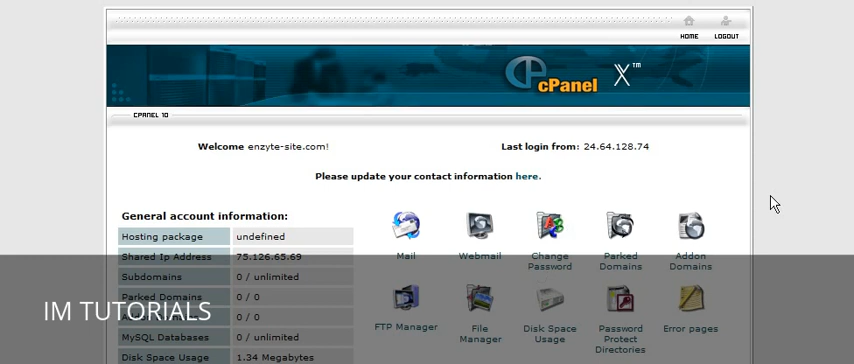 HOME LOGOUT
cPanel X™
CPANEL 10
Welcome enzyte-site.com! Last login from: 24.64.128.74
Please update your contact information here.
General account information:
Hosting package undefined
Shared Ip Address 75.126.65.69
Subdomains 0 / unlimited
Parked Domains 0 / 0
0 / 0
MySQL Databases 0 / unlimited
Disk Space Usage 1.34 Megabytes
Mail Webmail Change Password Parked Domains Addon Domains
FTP Manager File Manager Disk Space Usage Password Protect Directories Error pages
IM TUTORIALS